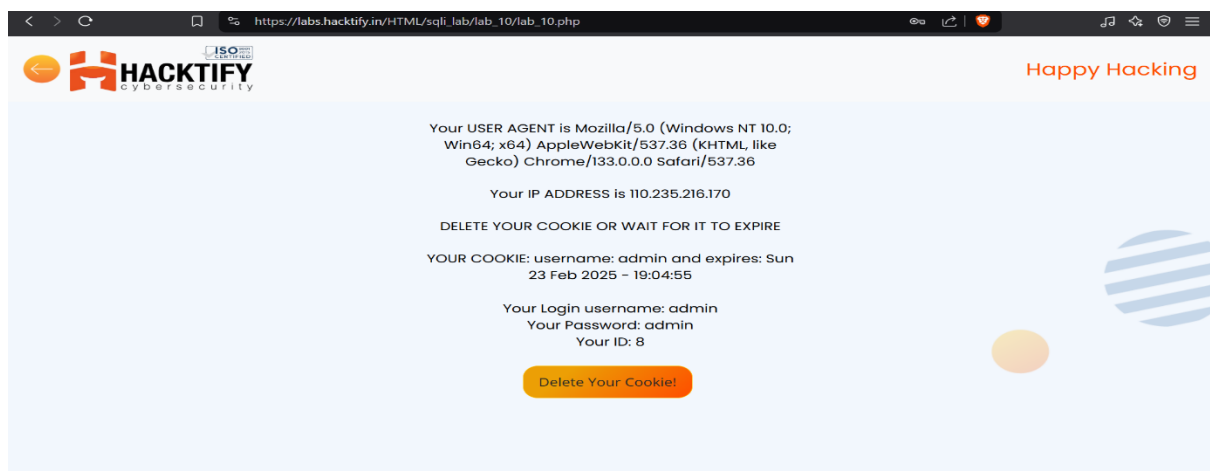 https://labs.hacktify.in/HTML/sqli_lab/lab_10/lab_10.php
ISO
CERTIFIED
HACKTIFY
cybersecurity
Happy Hacking
Your USER AGENT is Mozilla/5.0 (Windows NT 10.0;
Win64; x64) AppleWebKit/537.36 (KHTML, like
Gecko) Chrome/133.0.0.0 Safari/537.36
Your IP ADDRESS is 110.235.216.170
DELETE YOUR COOKIE OR WAIT FOR IT TO EXPIRE
YOUR COOKIE: username: admin and expires: Sun
23 Feb 2025 - 19:04:55
Your Login username: admin
Your Password: admin
Your ID: 8
Delete Your Cookie!